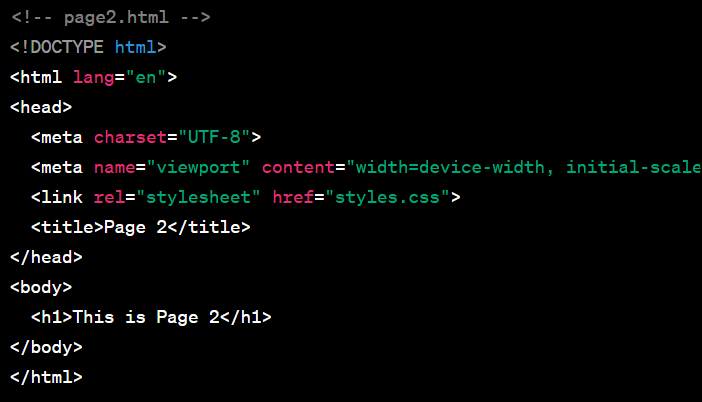 <!-- page2.html -->
<!DOCTYPE html>
<html lang="en">
<head>
  <meta charset="UTF-8">
  <meta name="viewport" content="width=device-width, initial-scale
  <link rel="stylesheet" href="styles.css">
  <title>Page 2</title>
</head>
<body>
  <h1>This is Page 2</h1>
</body>
</html>